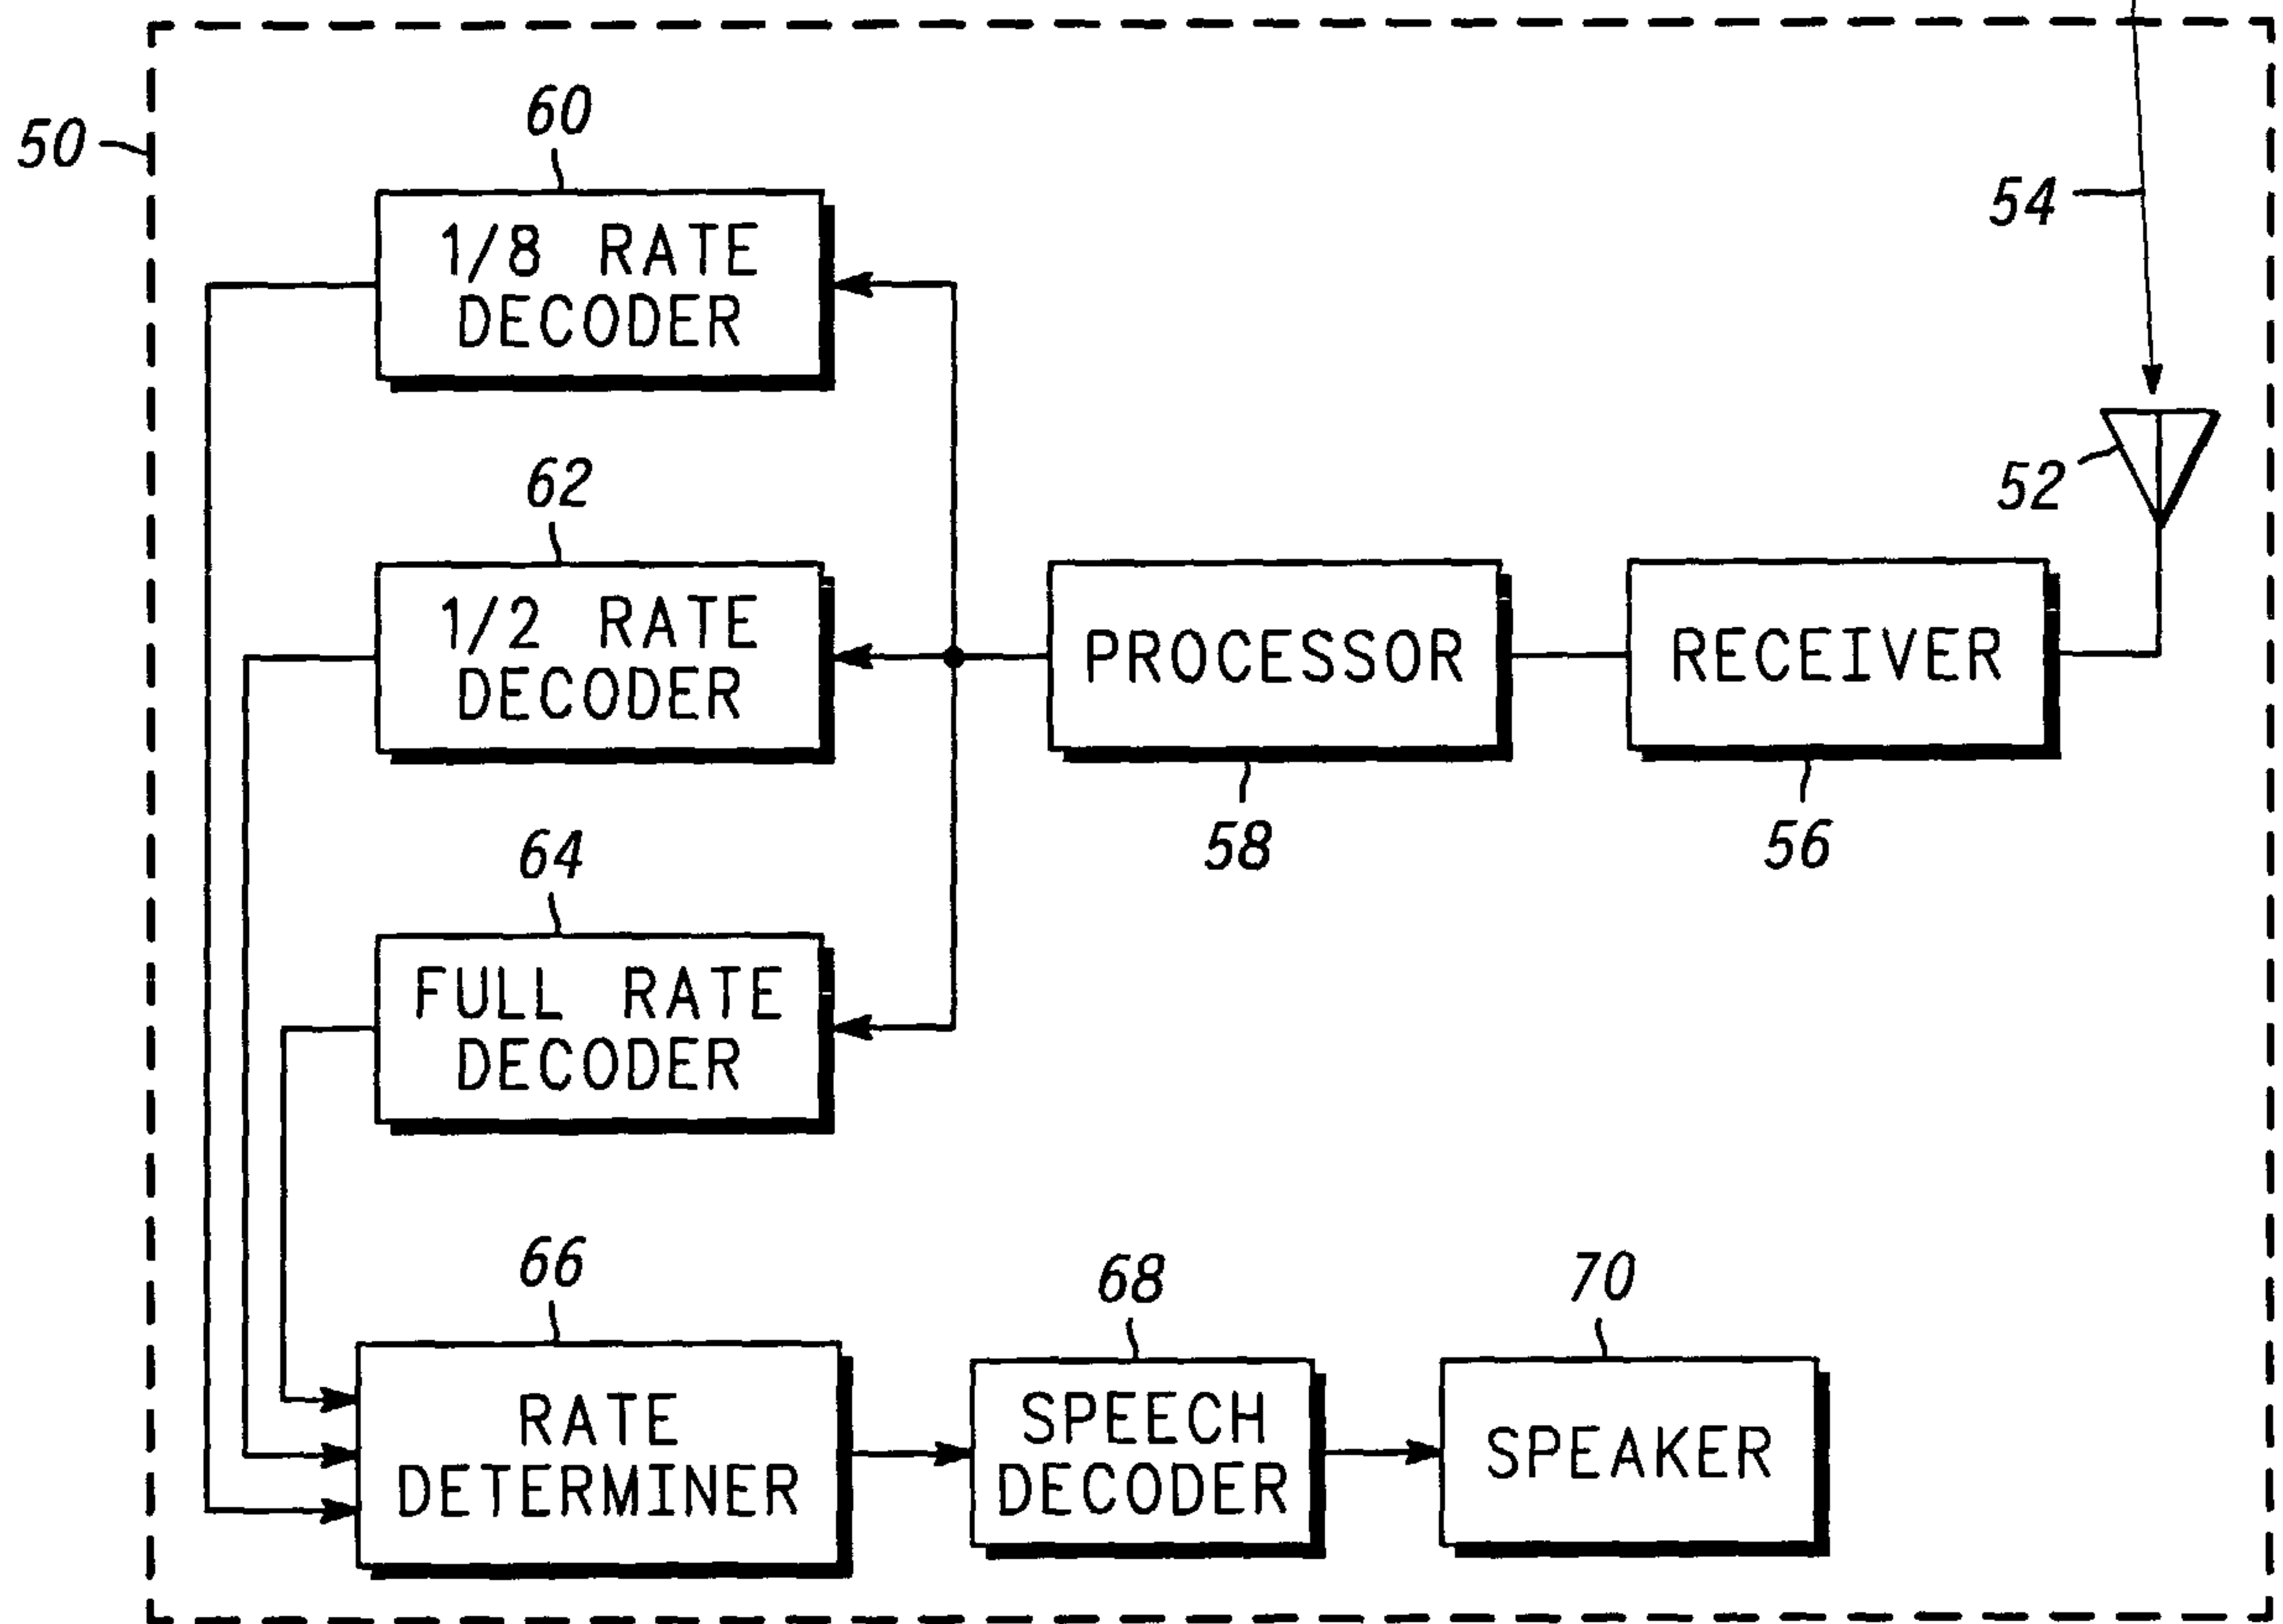 50
60
1/8 RATE
DECODER
54
52
62
1/2 RATE
DECODER
PROCESSOR
58
RECEIVER
56
64
FULL RATE
DECODER
66
RATE
DETERMINER
68
SPEECH
DECODER
70
SPEAKER